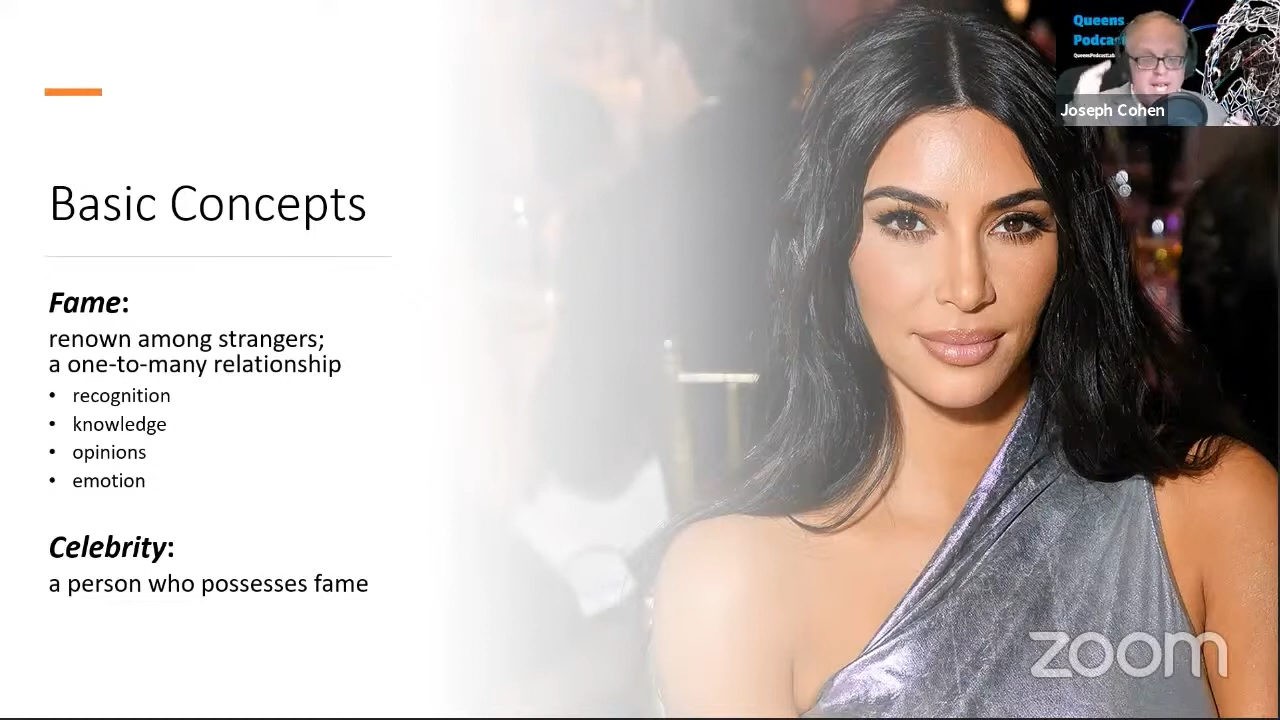 Basic Concepts
Fame:
renown among strangers;
a one-to-many relationship
• recognition
• knowledge
• opinions
• emotion
Celebrity:
a person who possesses fame
Queens
Podcast
QueensPodcastLab
Joseph Cohen
zoom